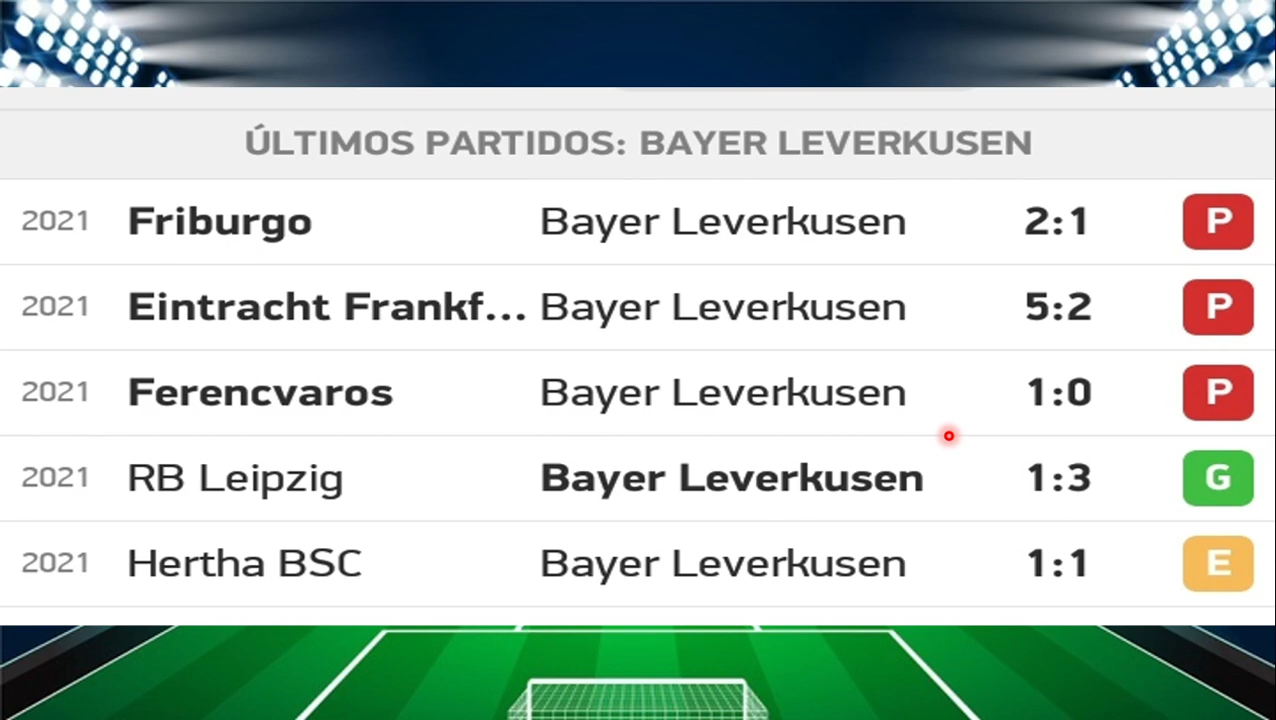 ÚLTIMOS PARTIDOS: BAYER LEVERKUSEN
2021 Friburgo Bayer Leverkusen 2:1 P
2021 Eintracht Frankf... Bayer Leverkusen 5:2 P
2021 Ferencvaros Bayer Leverkusen 1:0 P
2021 RB Leipzig Bayer Leverkusen 1:3 G
2021 Hertha BSC Bayer Leverkusen 1:1 E